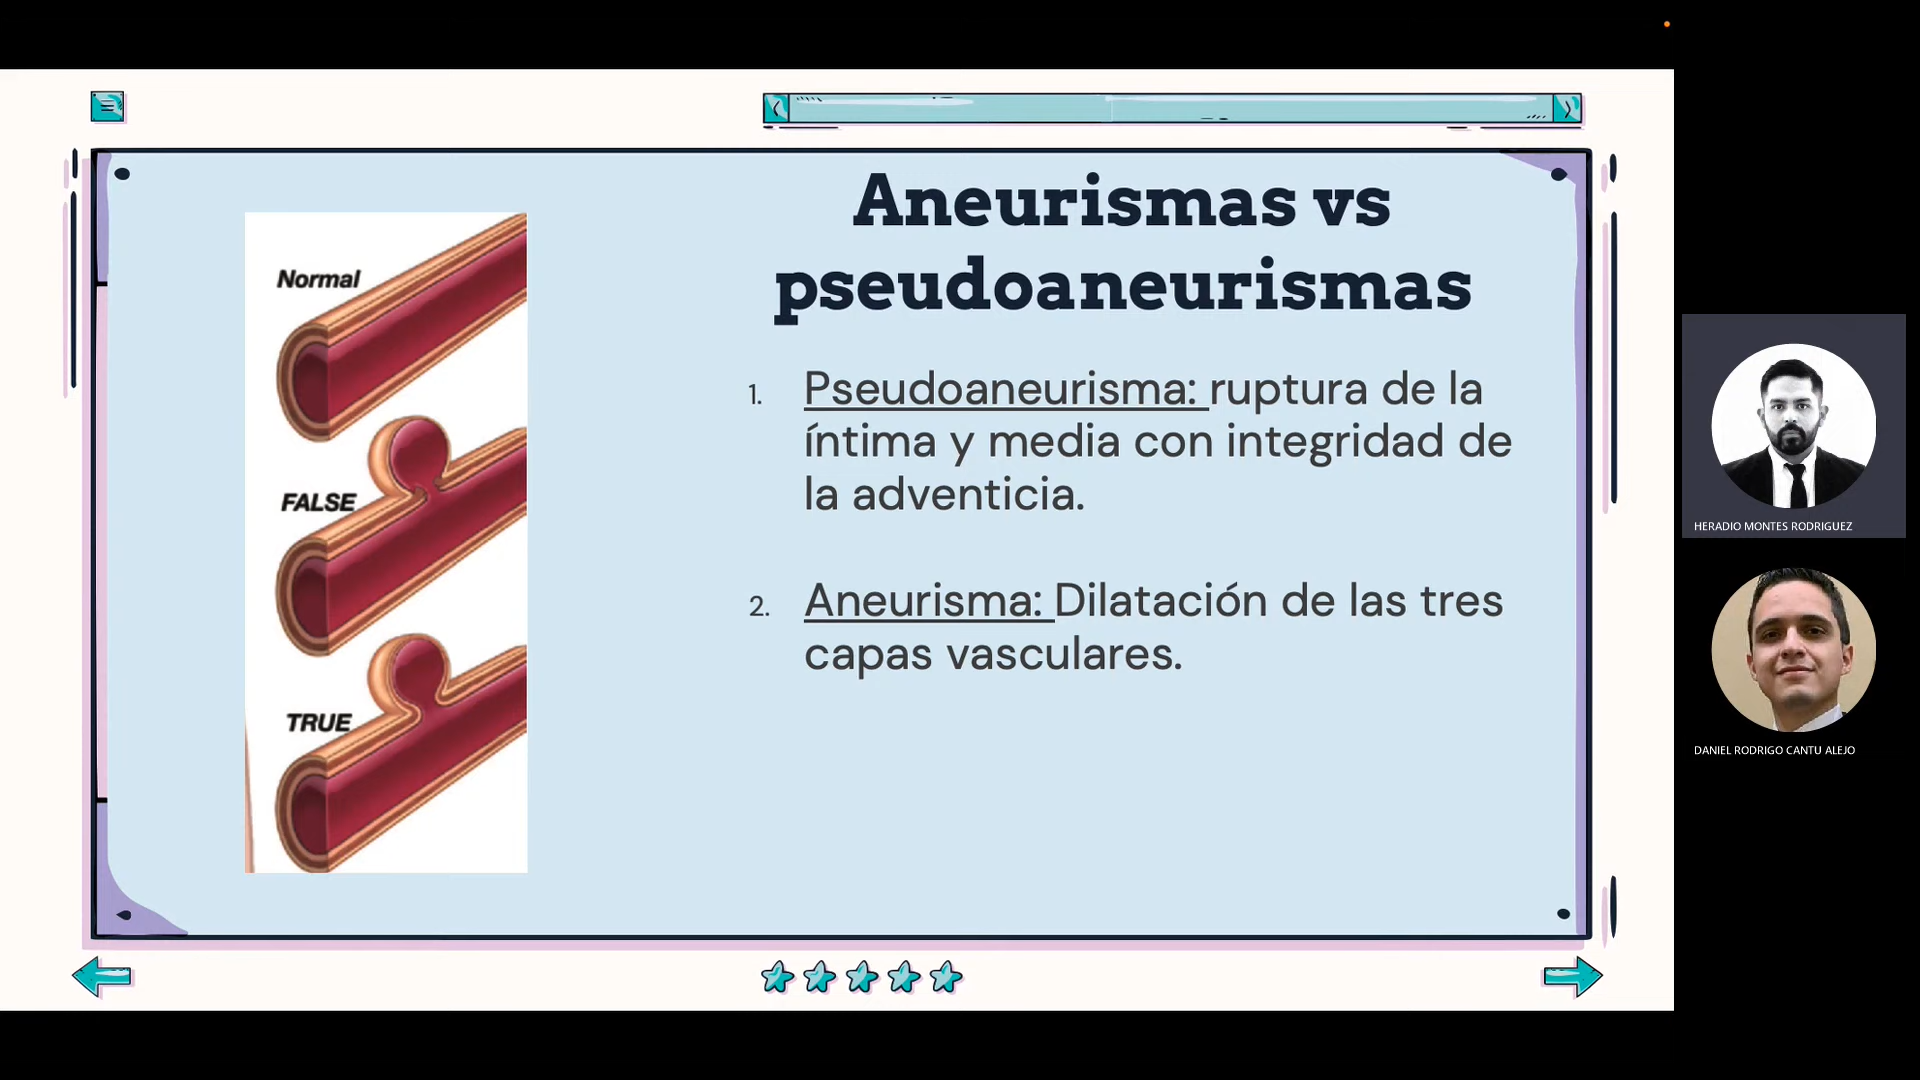 Aneurismas vs
pseudoaneurismas
Normal
FALSE
TRUE
1. Pseudoaneurisma: ruptura de la
íntima y media con integridad de
la adventicia.
2. Aneurisma: Dilatación de las tres
capas vasculares.
HERADIO MONTES RODRIGUEZ
DANIEL RODRIGO CANTU ALEJO